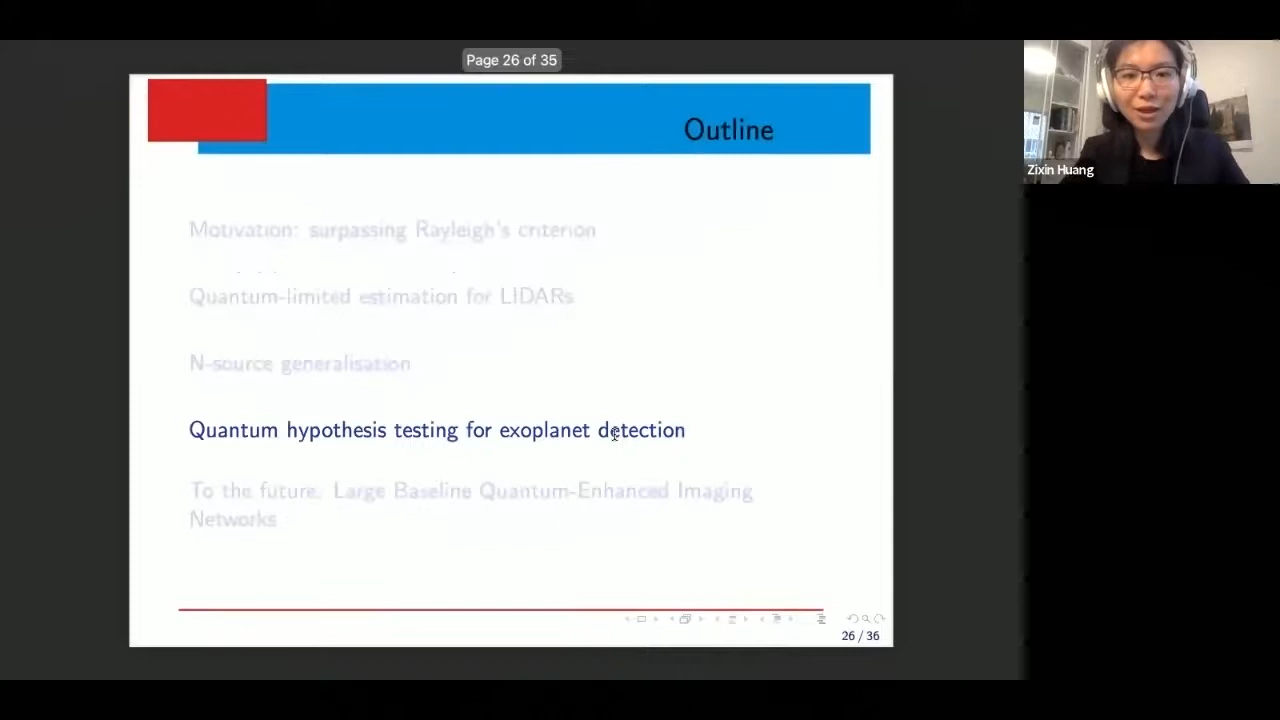 Page 26 of 35
Outline
Zixin Huang
Motivation: surpassing Rayleigh's criterion
Quantum-limited estimation for LIDARs
N-source generalisation
Quantum hypothesis testing for exoplanet detection
To the future. Large Baseline Quantum-Enhanced Imaging
Networks
26 / 36